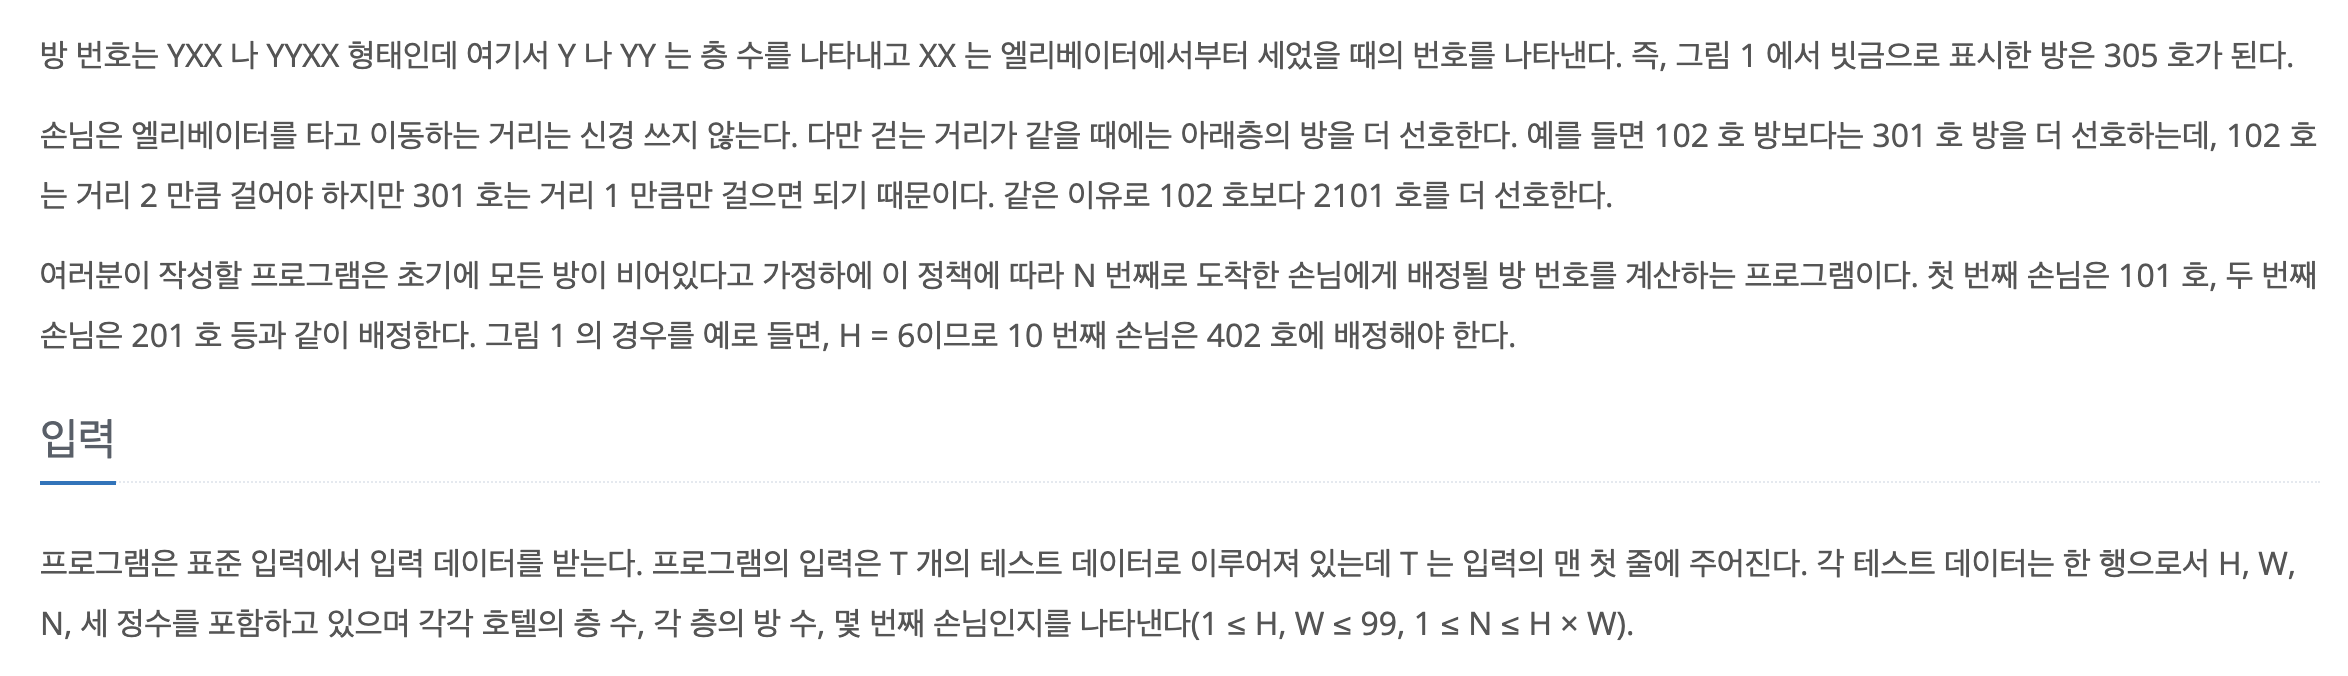 방 번호는 YXX 나 YYXX 형태인데 여기서 Y 나 YY 는 층 수를 나타내고 XX 는 엘리베이터에서부터 세었을 때의 번호를 나타낸다. 즉, 그림 1 에서 빗금으로 표시한 방은 305 호가 된다.
손님은 엘리베이터를 타고 이동하는 거리는 신경 쓰지 않는다. 다만 걷는 거리가 같을 때에는 아래층의 방을 더 선호한다. 예를 들면 102 호 방보다는 301 호 방을 더 선호하는데, 102 호
는 거리 2 만큼 걸어야 하지만 301 호는 거리 1 만큼만 걸으면 되기 때문이다. 같은 이유로 102 호보다 2101 호를 더 선호한다.
여러분이 작성할 프로그램은 초기에 모든 방이 비어있다고 가정하에 이 정책에 따라 N 번째로 도착한 손님에게 배정될 방 번호를 계산하는 프로그램이다. 첫 번째 손님은 101 호, 두 번째
손님은 201 호 등과 같이 배정한다. 그림 1 의 경우를 예로 들면, H = 6이므로 10 번째 손님은 402 호에 배정해야 한다.
입력
프로그램은 표준 입력에서 입력 데이터를 받는다. 프로그램의 입력은 T 개의 테스트 데이터로 이루어져 있는데 T 는 입력의 맨 첫 줄에 주어진다. 각 테스트 데이터는 한 행으로서 H, W,
N, 세 정수를 포함하고 있으며 각각 호텔의 층 수, 각 층의 방 수, 몇 번째 손님인지를 나타낸다(1 ≤ H, W ≤ 99, 1 ≤ N ≤ H × W).